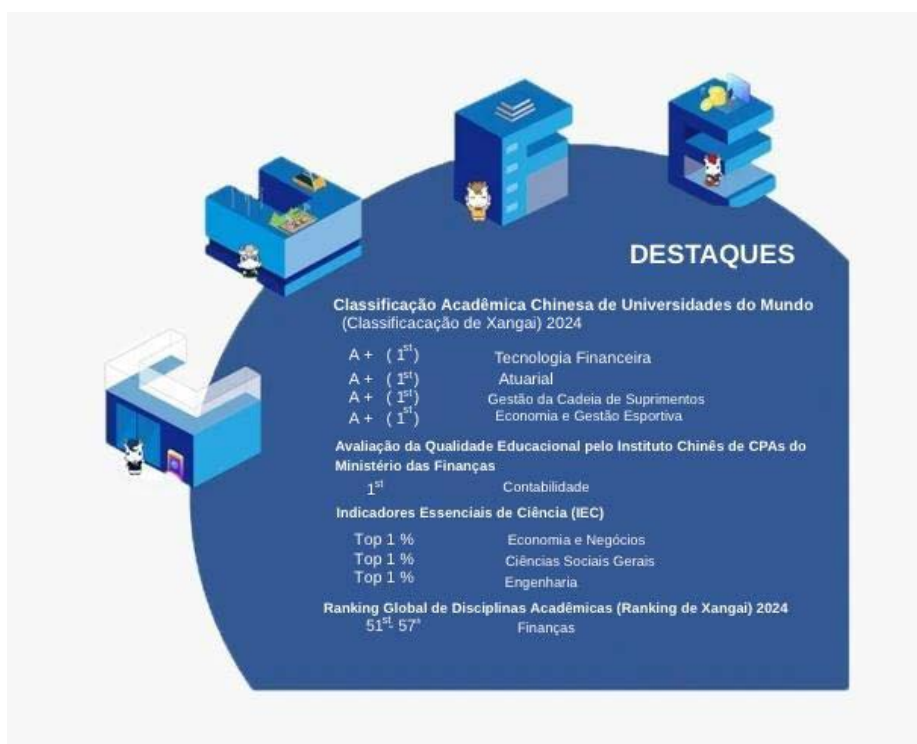 DESTAQUES
Classificação Acadêmica Chinesa de Universidades do Mundo
(Classificacação de Xangai) 2024
A + ( 1st) Tecnologia Financeira
A + ( 1st) Atuarial
A + ( 1st) Gestão da Cadeia de Suprimentos
A + ( 1st) Economia e Gestão Esportiva
Avaliação da Qualidade Educacional pelo Instituto Chinês de CPAs do
Ministério das Finanças
1st Contabilidade
Indicadores Essenciais de Ciência (IEC)
Top 1 % Economia e Negócios
Top 1 % Ciências Sociais Gerais
Top 1 % Engenharia
Ranking Global de Disciplinas Acadêmicas (Ranking de Xangai) 2024
51st- 57ª Finanças